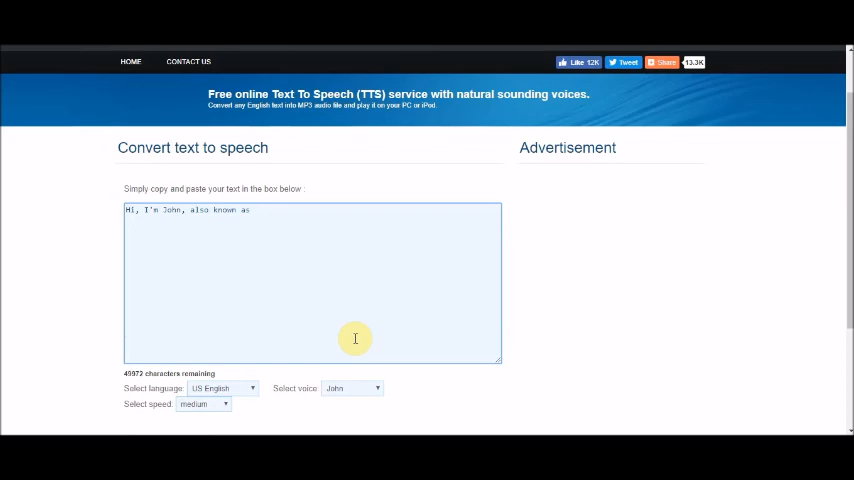 HOME CONTACT US Like 12K Tweet Share 13.3K
Free online Text To Speech (TTS) service with natural sounding voices.
Convert any English text into MP3 audio file and play it on your PC or iPod.
Convert text to speech Advertisement
Simply copy and paste your text in the box below :
Hi, I'm John, also known as
49972 characters remaining
Select language: US English Select voice: John
Select speed: medium